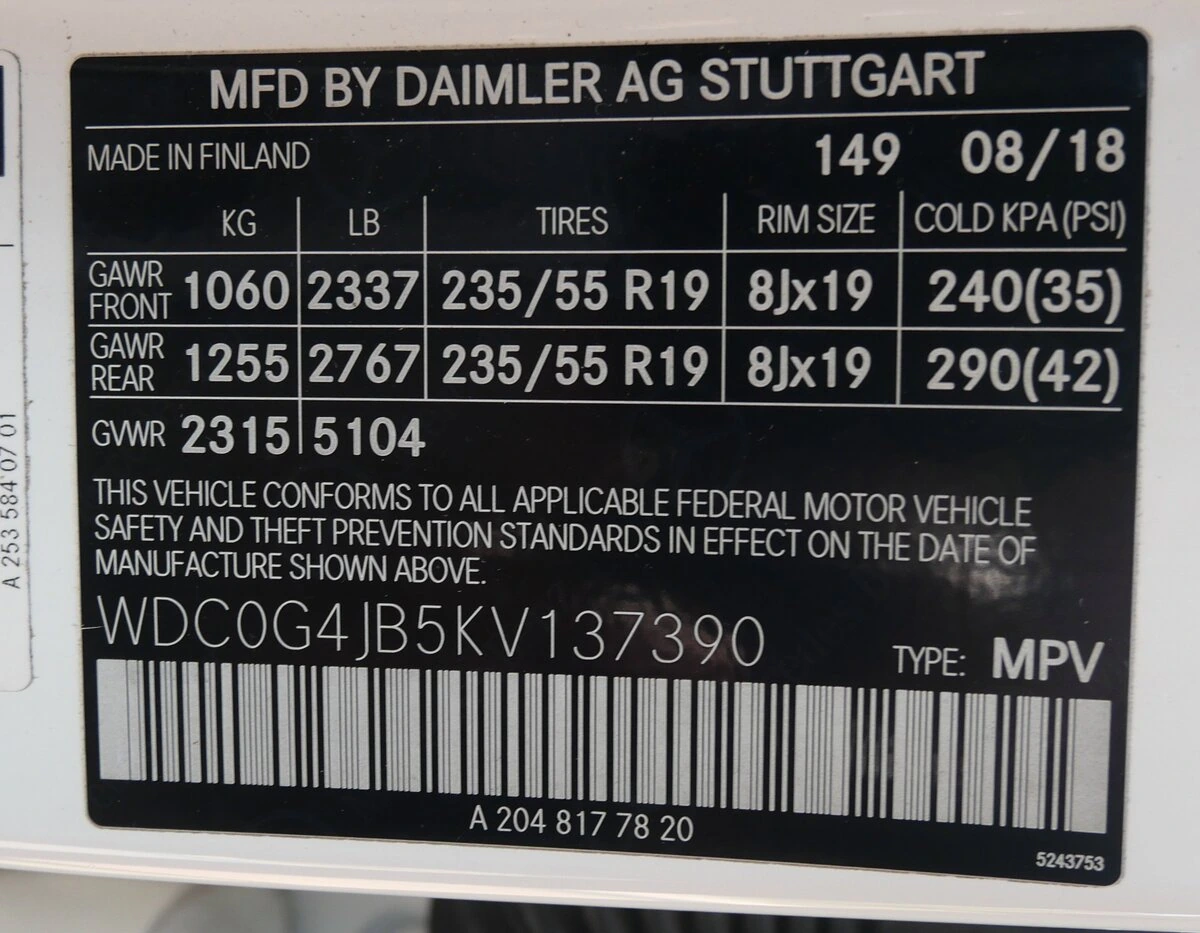 MFD BY DAIMLER AG STUTTGART
MADE IN FINLAND 149 08/18
KG LB TIRES RIM SIZE COLD KPA (PSI)
GAWR FRONT 1060 2337 235/55 R19 8Jx19 240(35)
GAWR REAR 1255 2767 235/55 R19 8Jx19 290(42)
GVWR 2315 5104
THIS VEHICLE CONFORMS TO ALL APPLICABLE FEDERAL MOTOR VEHICLE
SAFETY AND THEFT PREVENTION STANDARDS IN EFFECT ON THE DATE OF
MANUFACTURE SHOWN ABOVE.
WDC0G4JB5KV137390 TYPE: MPV
A 204 817 78 20
5243753
A 253 584 07 01